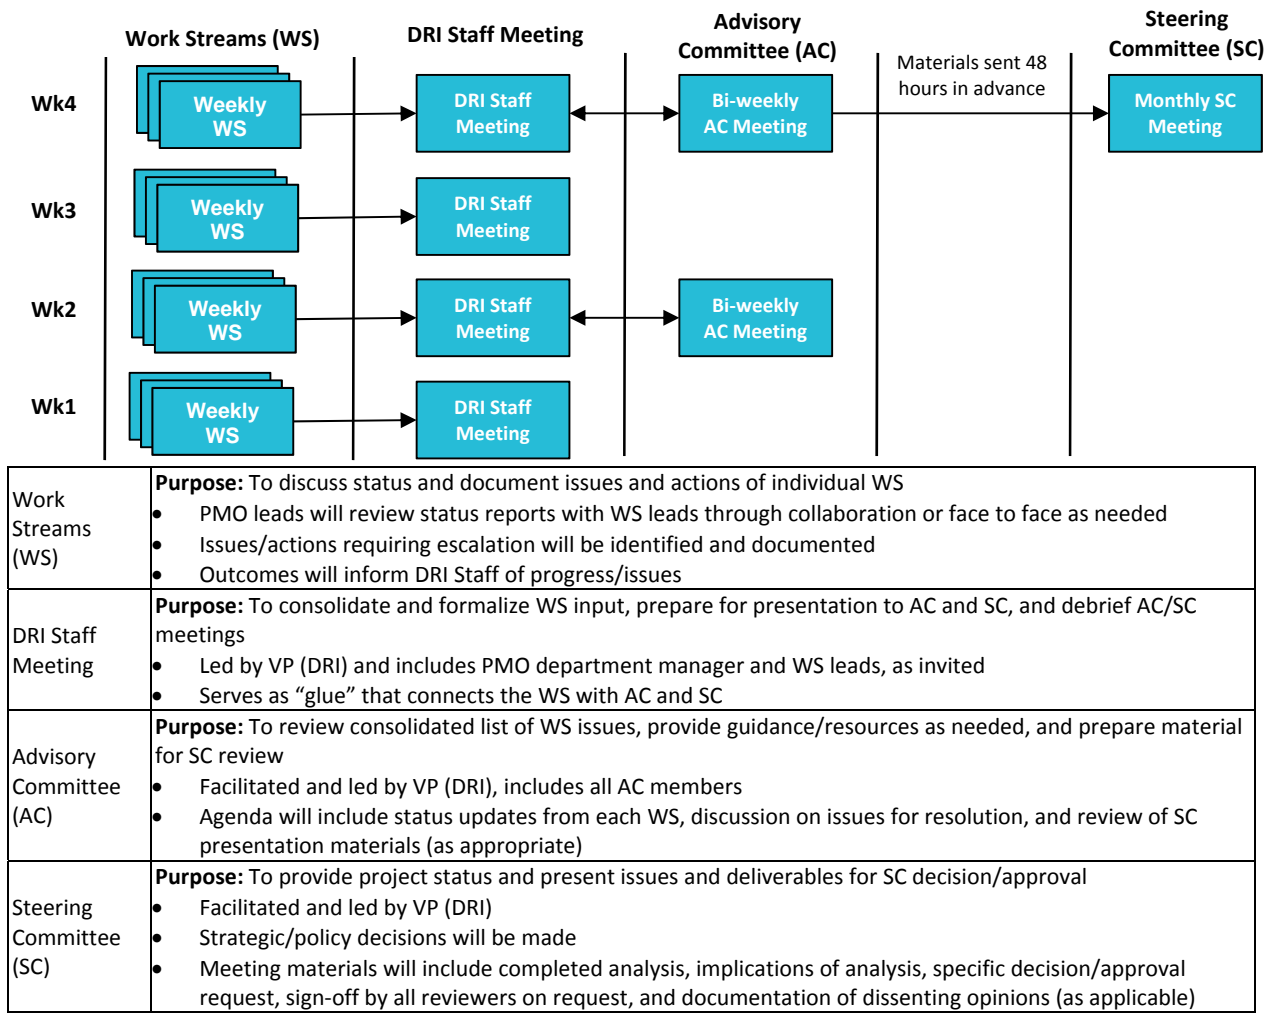 Work Streams (WS)
DRI Staff Meeting
Advisory
Committee (AC)
Materials sent 48
hours in advance
Steering
Committee (SC)
Wk4
Weekly
WS
DRI Staff
Meeting
Bi-weekly
AC Meeting
Monthly SC
Meeting
Wk3
Weekly
WS
DRI Staff
Meeting
Wk2
Weekly
WS
DRI Staff
Meeting
Bi-weekly
AC Meeting
Wk1
Weekly
WS
DRI Staff
Meeting
Work
Streams
(WS)
Purpose: To discuss status and document issues and actions of individual WS
• PMO leads will review status reports with WS leads through collaboration or face to face as needed
• Issues/actions requiring escalation will be identified and documented
• Outcomes will inform DRI Staff of progress/issues
DRI Staff
Meeting
Purpose: To consolidate and formalize WS input, prepare for presentation to AC and SC, and debrief AC/SC
meetings
• Led by VP (DRI) and includes PMO department manager and WS leads, as invited
• Serves as “glue” that connects the WS with AC and SC
Advisory
Committee
(AC)
Purpose: To review consolidated list of WS issues, provide guidance/resources as needed, and prepare material
for SC review
• Facilitated and led by VP (DRI), includes all AC members
• Agenda will include status updates from each WS, discussion on issues for resolution, and review of SC
presentation materials (as appropriate)
Steering
Committee
(SC)
Purpose: To provide project status and present issues and deliverables for SC decision/approval
• Facilitated and led by VP (DRI)
• Strategic/policy decisions will be made
• Meeting materials will include completed analysis, implications of analysis, specific decision/approval
request, sign-off by all reviewers on request, and documentation of dissenting opinions (as applicable)